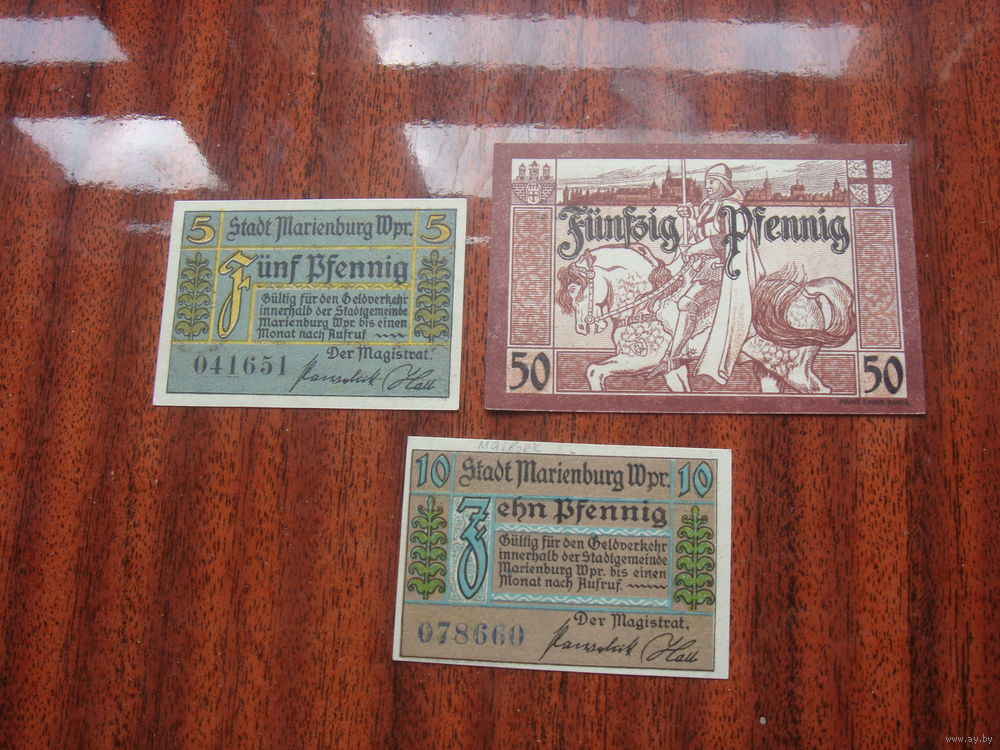 5 Stadt Marienburg Wpr. 5
Fünf Pfennig
Gültig für den Geldverkehr
innerhalb der Stadtgemeinde
Marienburg Wpr. bis einen
Monat nach Aufruf
Der Magistrat.
041651
Fünfzig Pfennig
50 50
10 Stadt Marienburg Wpr. 10
Zehn Pfennig
Gültig für den Geldverkehr
innerhalb der Stadtgemeinde
Marienburg Wpr. bis einen
Monat nach Aufruf.
Der Magistrat.
078660
www.ay.by